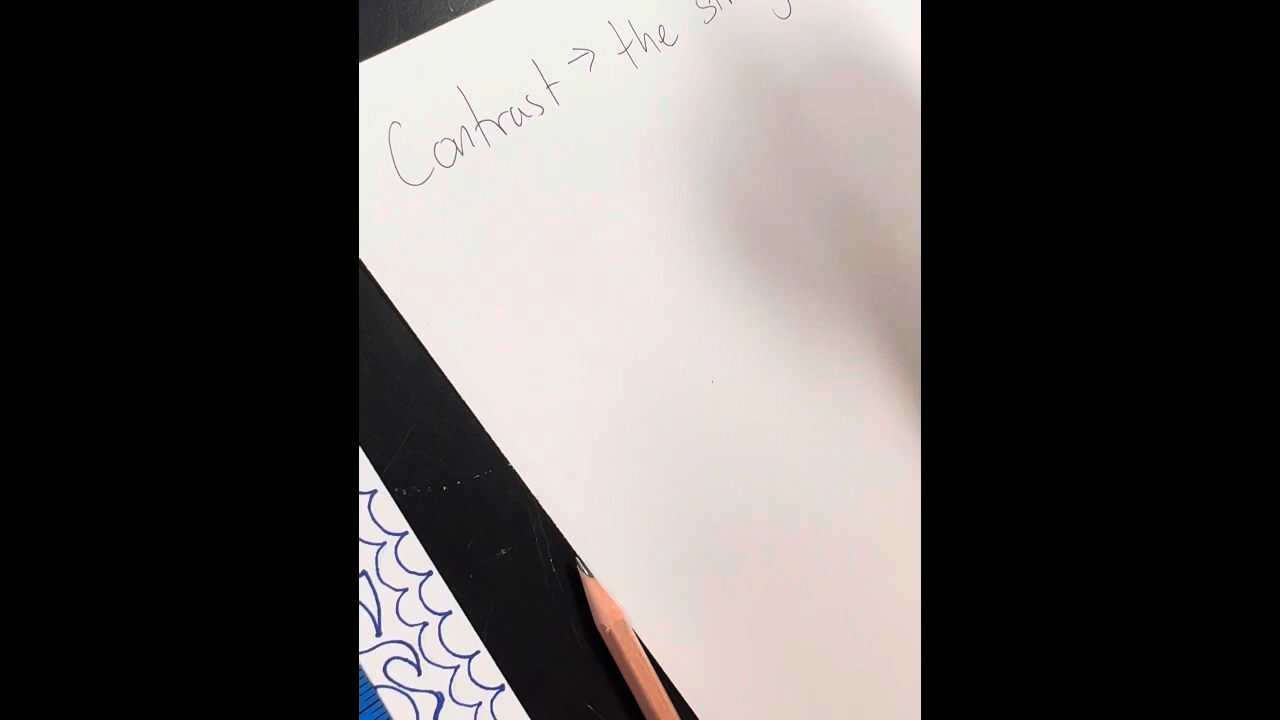 Contrast → the